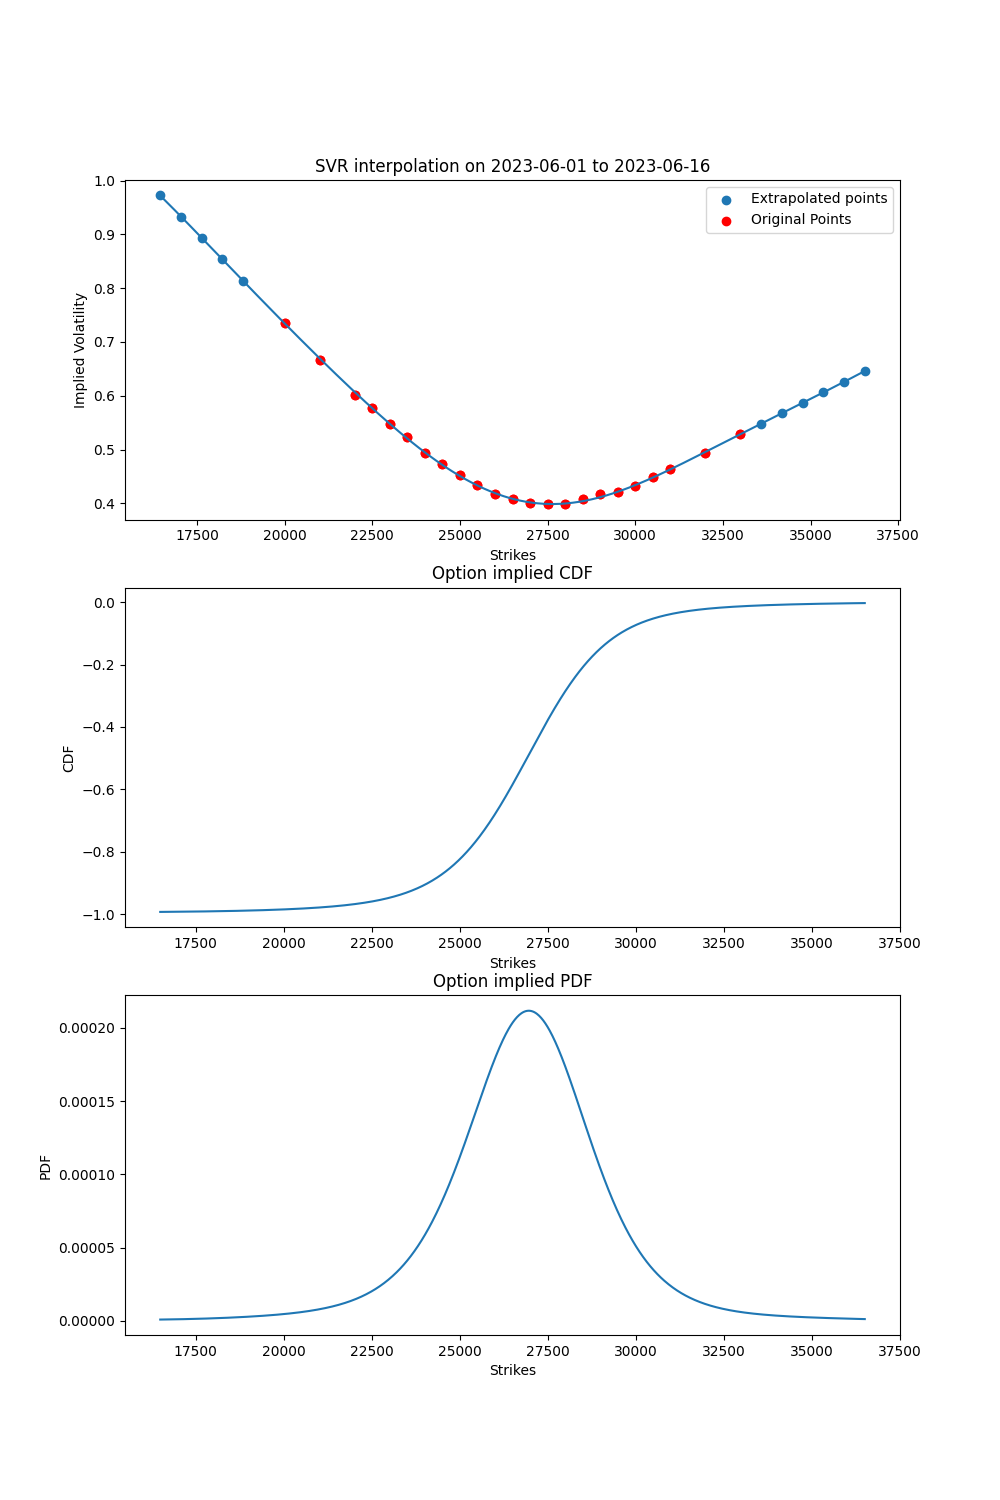 SVR interpolation on 2023-06-01 to 2023-06-16
1.0
0.9
0.8
0.7
0.6
0.5
0.4
Implied Volatility
Extrapolated points
Original Points
17500 20000 22500 25000 27500 30000 32500 35000 37500
Strikes
Option implied CDF
0.0
−0.2
−0.4
−0.6
−0.8
−1.0
CDF
17500 20000 22500 25000 27500 30000 32500 35000 37500
Strikes
Option implied PDF
0.00020
0.00015
0.00010
0.00005
0.00000
PDF
17500 20000 22500 25000 27500 30000 32500 35000 37500
Strikes